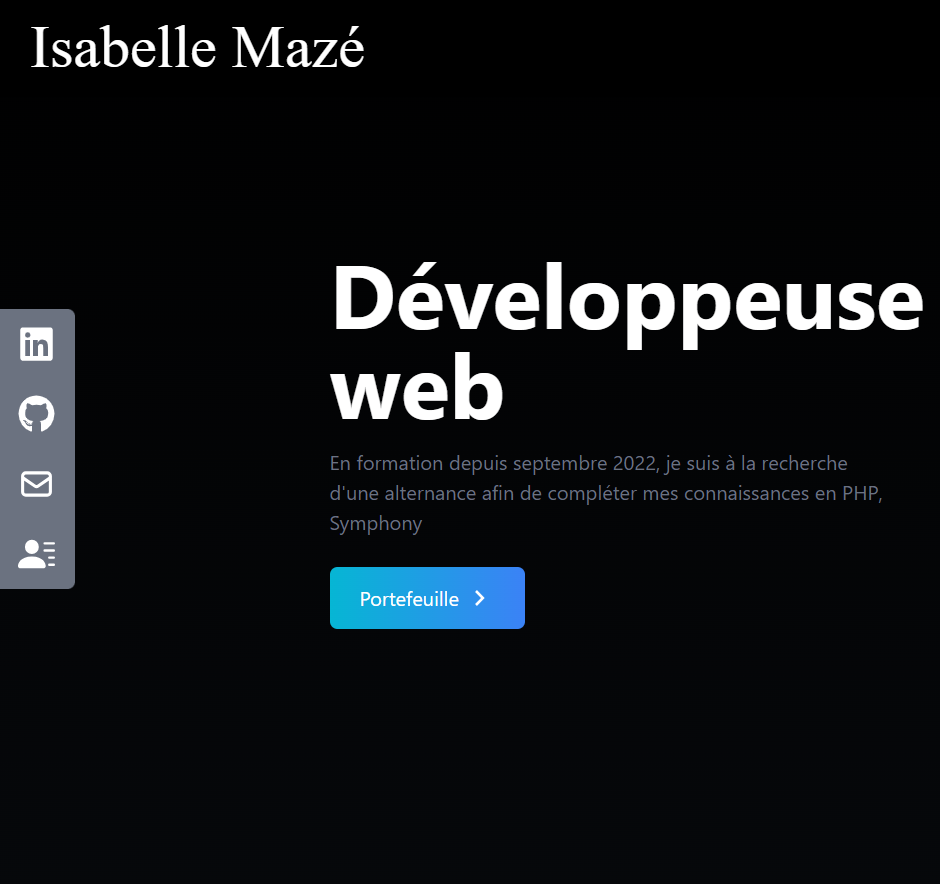 Isabelle Mazé
Développeuse
web
En formation depuis septembre 2022, je suis à la recherche
d'une alternance afin de compléter mes connaissances en PHP,
Symphony
Portefeuille